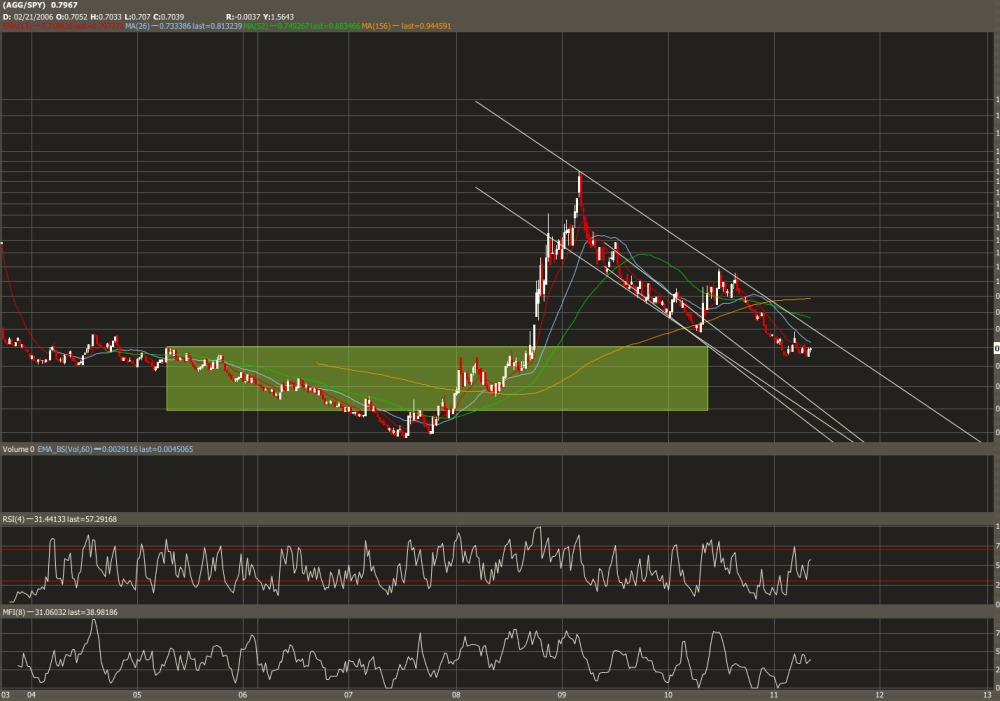 (AGG/SPY) 0.7967
D: 02/21/2006 O:0.7052 H:0.7033 L:0.707 C:0.7039 R:-0.0037 Y:1.5643
MA(26) — 0.733386 last=0.813239 MA(52) — 0.749267 last=0.883466 MA(156) — last=0.944591
Volume 0 EMA_BS(Vol,60) — 0.0029116 last=0.0045065
RSI(4) — 31.44133 last=57.29168
MFI(8) — 31.06032 last=38.98186
03 04 05 06 07 08 09 10 11 12 13